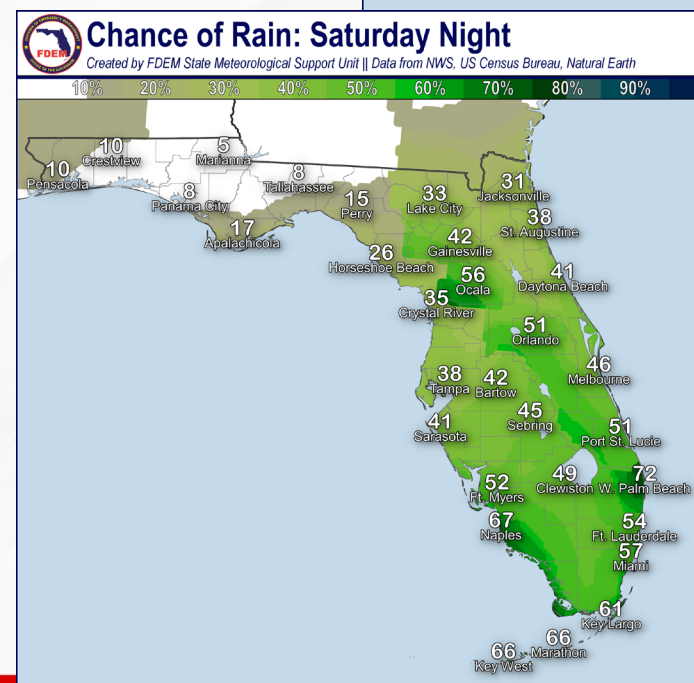 FDEM
Chance of Rain: Saturday Night
Created by FDEM State Meteorological Support Unit || Data from NWS, US Census Bureau, Natural Earth
10% 20% 30% 40% 50% 60% 70% 80% 90%
10
Pensacola
10
Crestview
5
Marianna
8
Panama City
8
Tallahassee
17
Apalachicola
15
Perry
33
Lake City
31
Jacksonville
38
St. Augustine
42
Gainesville
26
Horseshoe Beach
56
Ocala
41
Daytona Beach
35
Crystal River
51
Orlando
46
Melbourne
38
Tampa
42
Bartow
45
Sebring
41
Sarasota
51
Port St. Lucie
52
Ft. Myers
49
Clewiston
72
W. Palm Beach
67
Naples
54
Ft. Lauderdale
57
Miami
61
Key Largo
66
Marathon
66
Key West